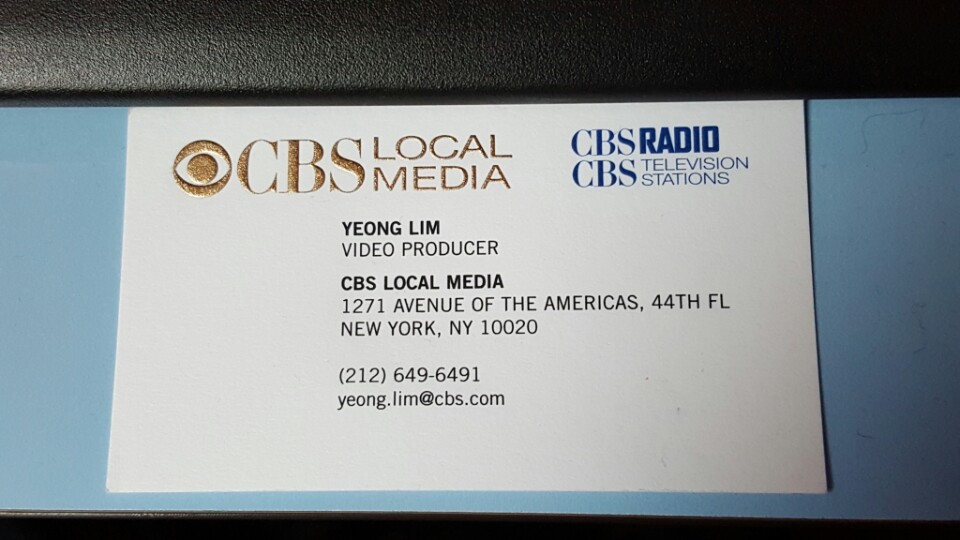 CBS LOCAL MEDIA
CBS RADIO
CBS TELEVISION STATIONS
YEONG LIM
VIDEO PRODUCER
CBS LOCAL MEDIA
1271 AVENUE OF THE AMERICAS, 44TH FL
NEW YORK, NY 10020
(212) 649-6491
yeong.lim@cbs.com